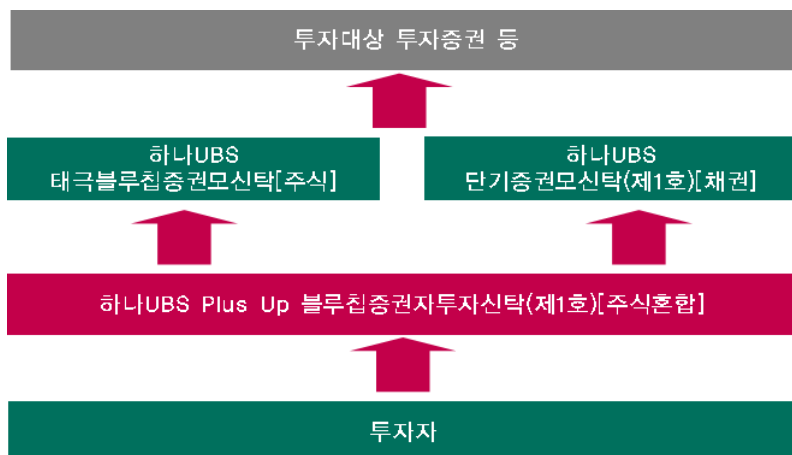 투자대상 투자증권 등
하나UBS
태극블루칩증권모신탁[주식]
하나UBS
단기증권모신탁(제1호)[채권]
하나UBS Plus Up 블루칩증권자투자신탁(제1호)[주식혼합]
투자자